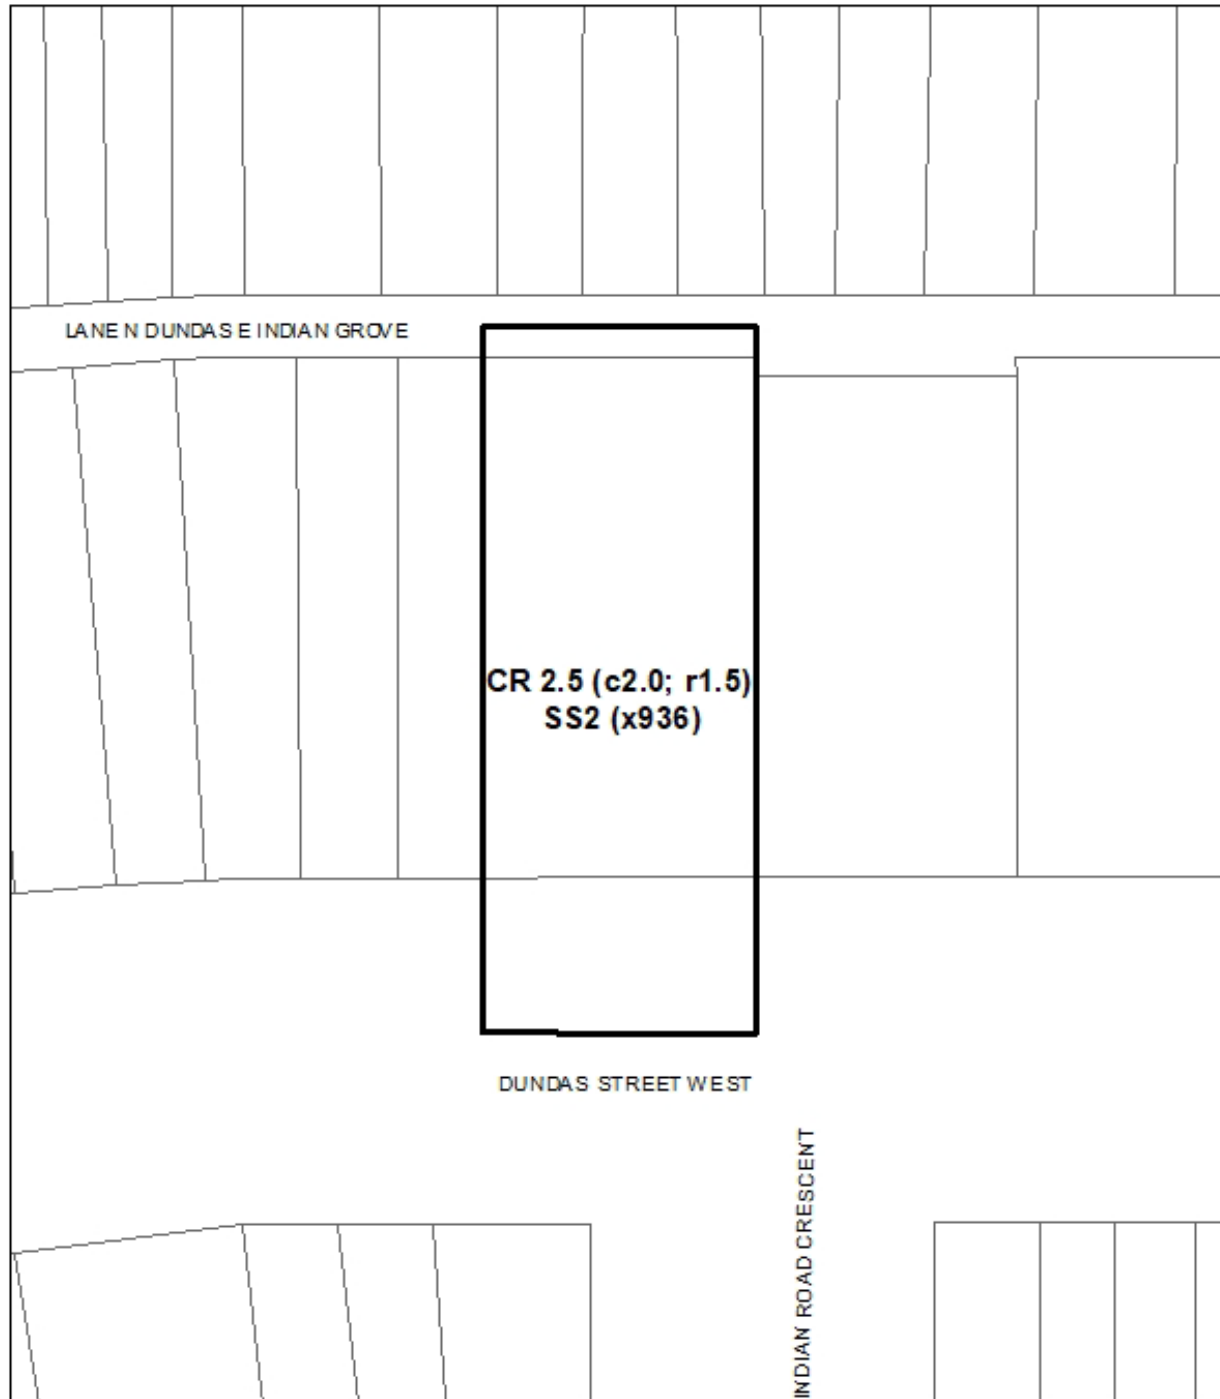 LANE N DUNDAS E INDIAN GROVE
CR 2.5 (c2.0; r1.5)
SS2 (x936)
DUNDAS STREET WEST
INDIAN ROAD CRESCENT